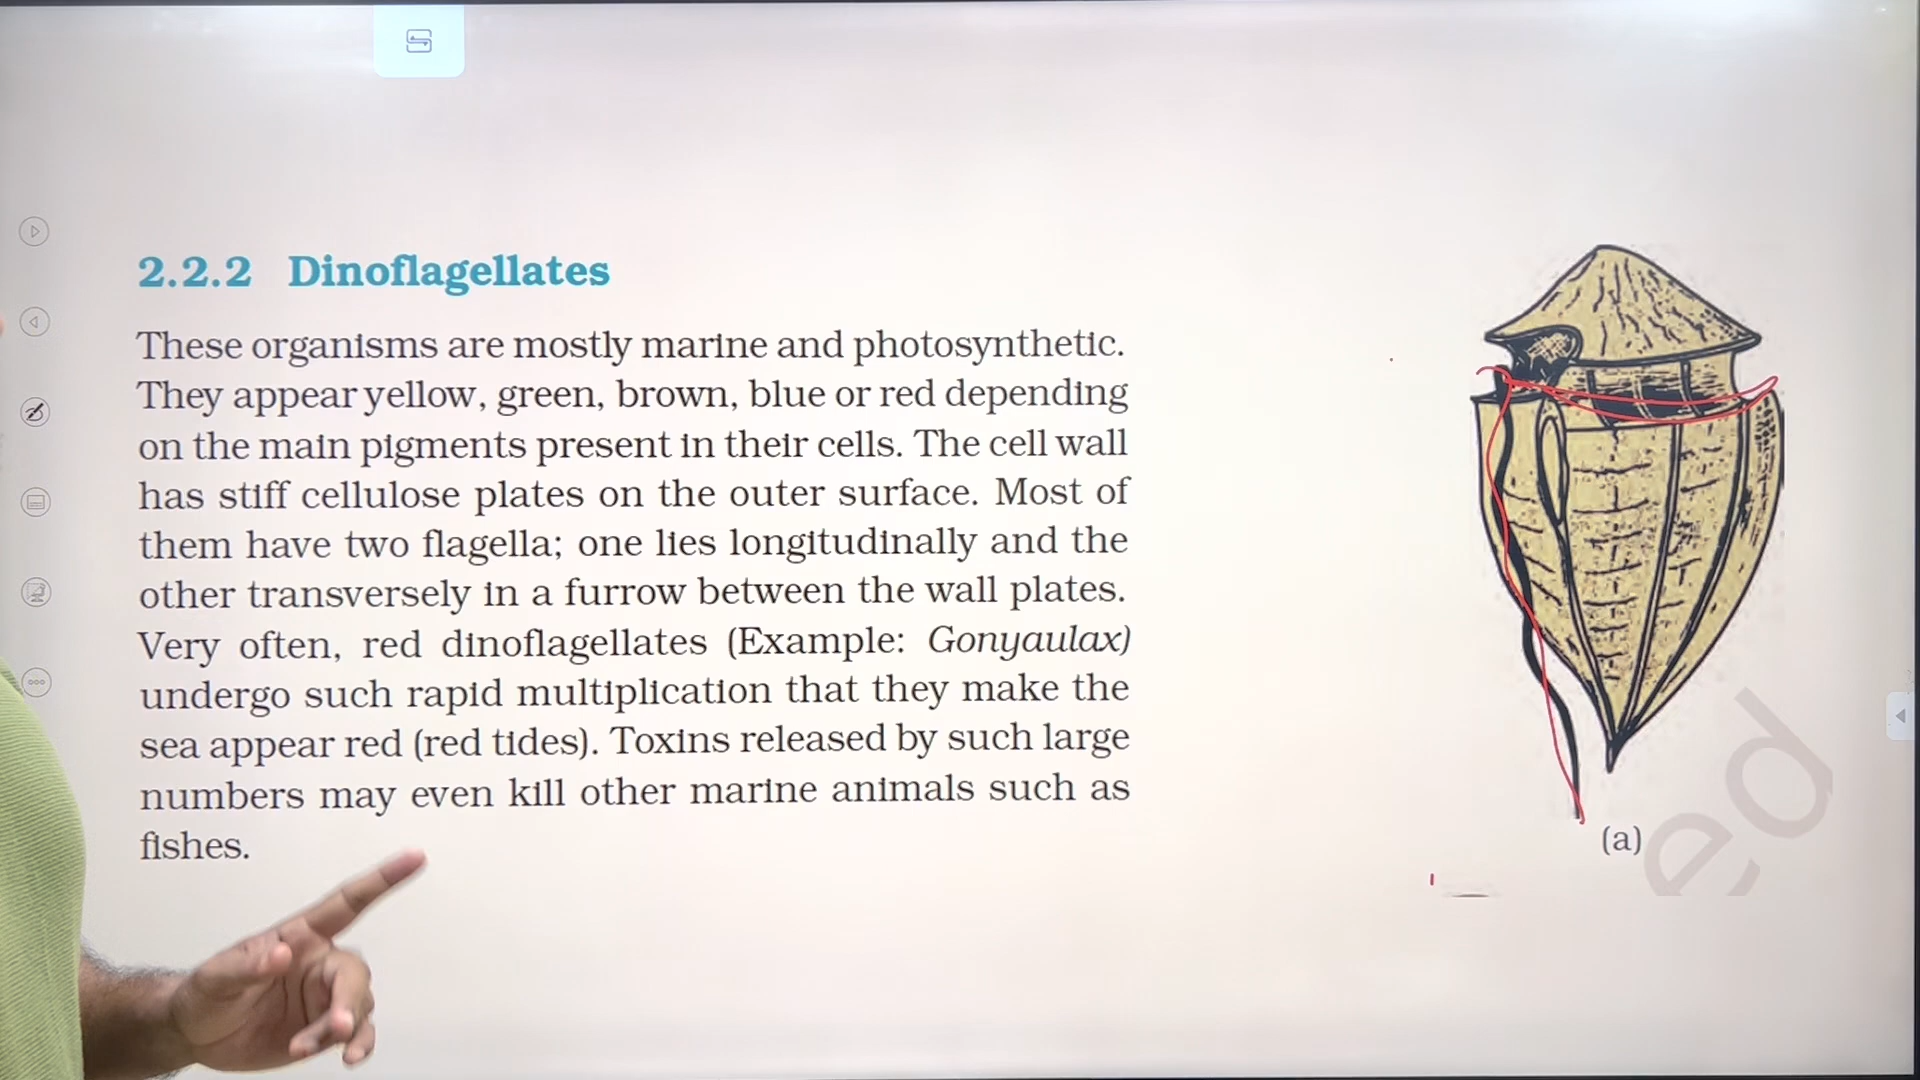 2.2.2 Dinoflagellates
These organisms are mostly marine and photosynthetic.
They appear yellow, green, brown, blue or red depending
on the main pigments present in their cells. The cell wall
has stiff cellulose plates on the outer surface. Most of
them have two flagella; one lies longitudinally and the
other transversely in a furrow between the wall plates.
Very often, red dinoflagellates (Example: Gonyaulax)
undergo such rapid multiplication that they make the
sea appear red (red tides). Toxins released by such large
numbers may even kill other marine animals such as
fishes.
(a)
ed